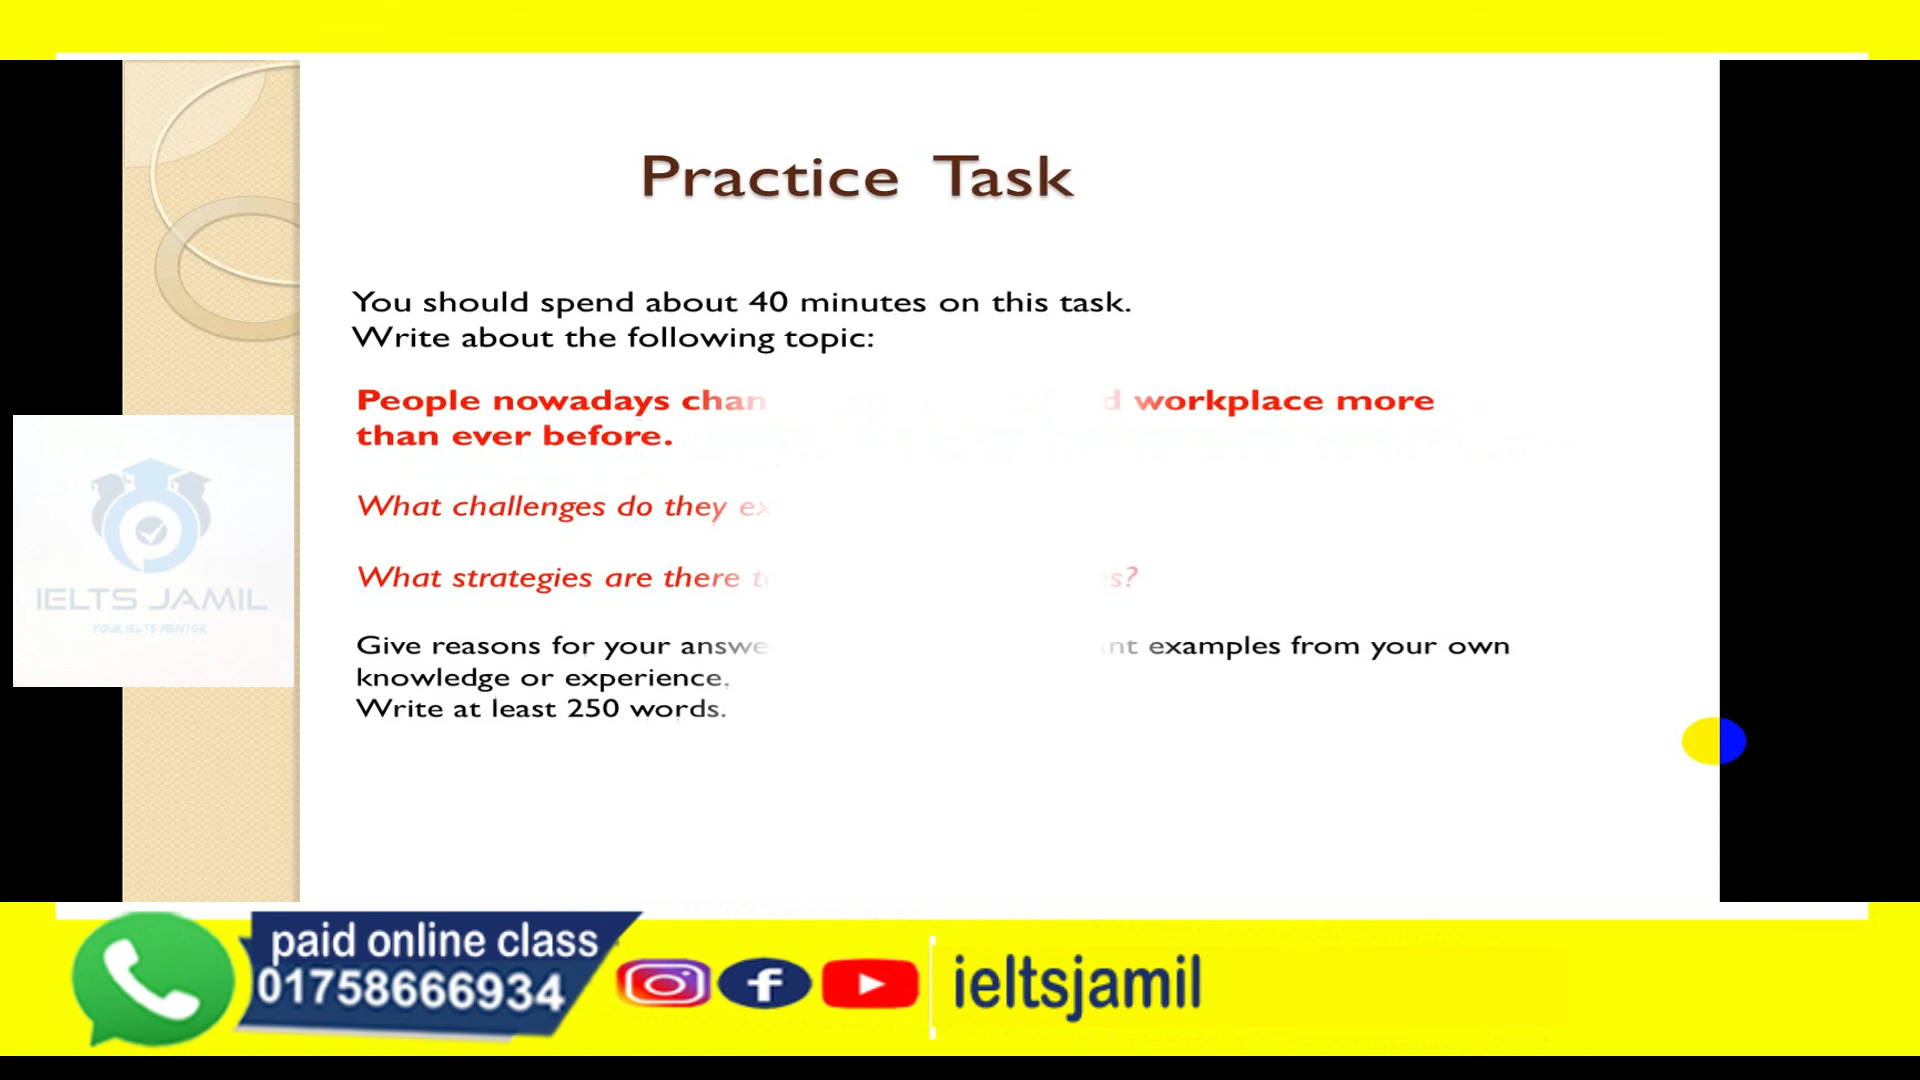 Practice Task
You should spend about 40 minutes on this task.
Write about the following topic:
People nowadays workplace more
than ever before.
What challenges do they
What strategies are there
Give reasons for your examples from your own
knowledge or experience.
Write at least 250 words.
IELTS JAMIL
YOUR IELTS MENTOR
paid online class
01758666934
ieltsjamil